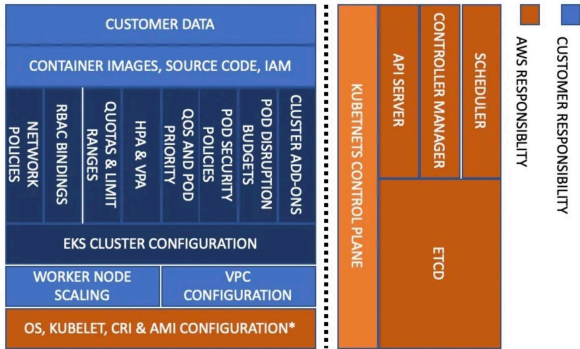 CUSTOMER DATA
CONTAINER IMAGES, SOURCE CODE, IAM
NETWORK
POLICIES
RBAC BINDINGS
QUOTAS & LIMIT
RANGES
HPA & VPA
QOS AND POD
PRIORITY
POD SECURITY
POLICIES
POD DISRUPTION
BUDGETS
CLUSTER ADD-ONS
EKS CLUSTER CONFIGURATION
WORKER NODE
SCALING
VPC
CONFIGURATION
OS, KUBELET, CRI & AMI CONFIGURATION*
KUBETNETS CONTROL PLANE
API SERVER
CONTROLLER MANAGER
SCHEDULER
ETCD
AWS RESPONSIBLITY
CUSTOMER RESPONSIBILITY